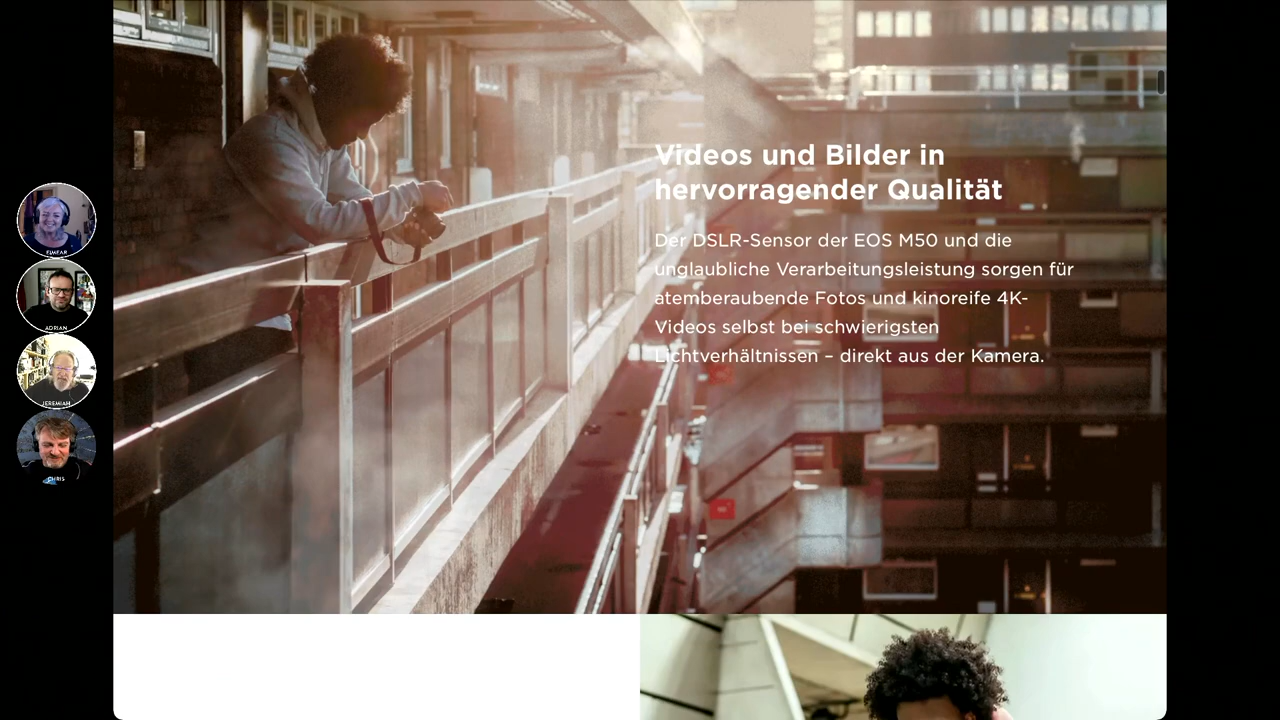 Videos und Bilder in
hervorragender Qualität
Der DSLR-Sensor der EOS M50 und die
unglaubliche Verarbeitungsleistung sorgen für
atemberaubende Fotos und kinoreife 4K-
Videos selbst bei schwierigsten
Lichtverhältnissen – direkt aus der Kamera.
ADRIAN
JEREMIAH
CHRIS